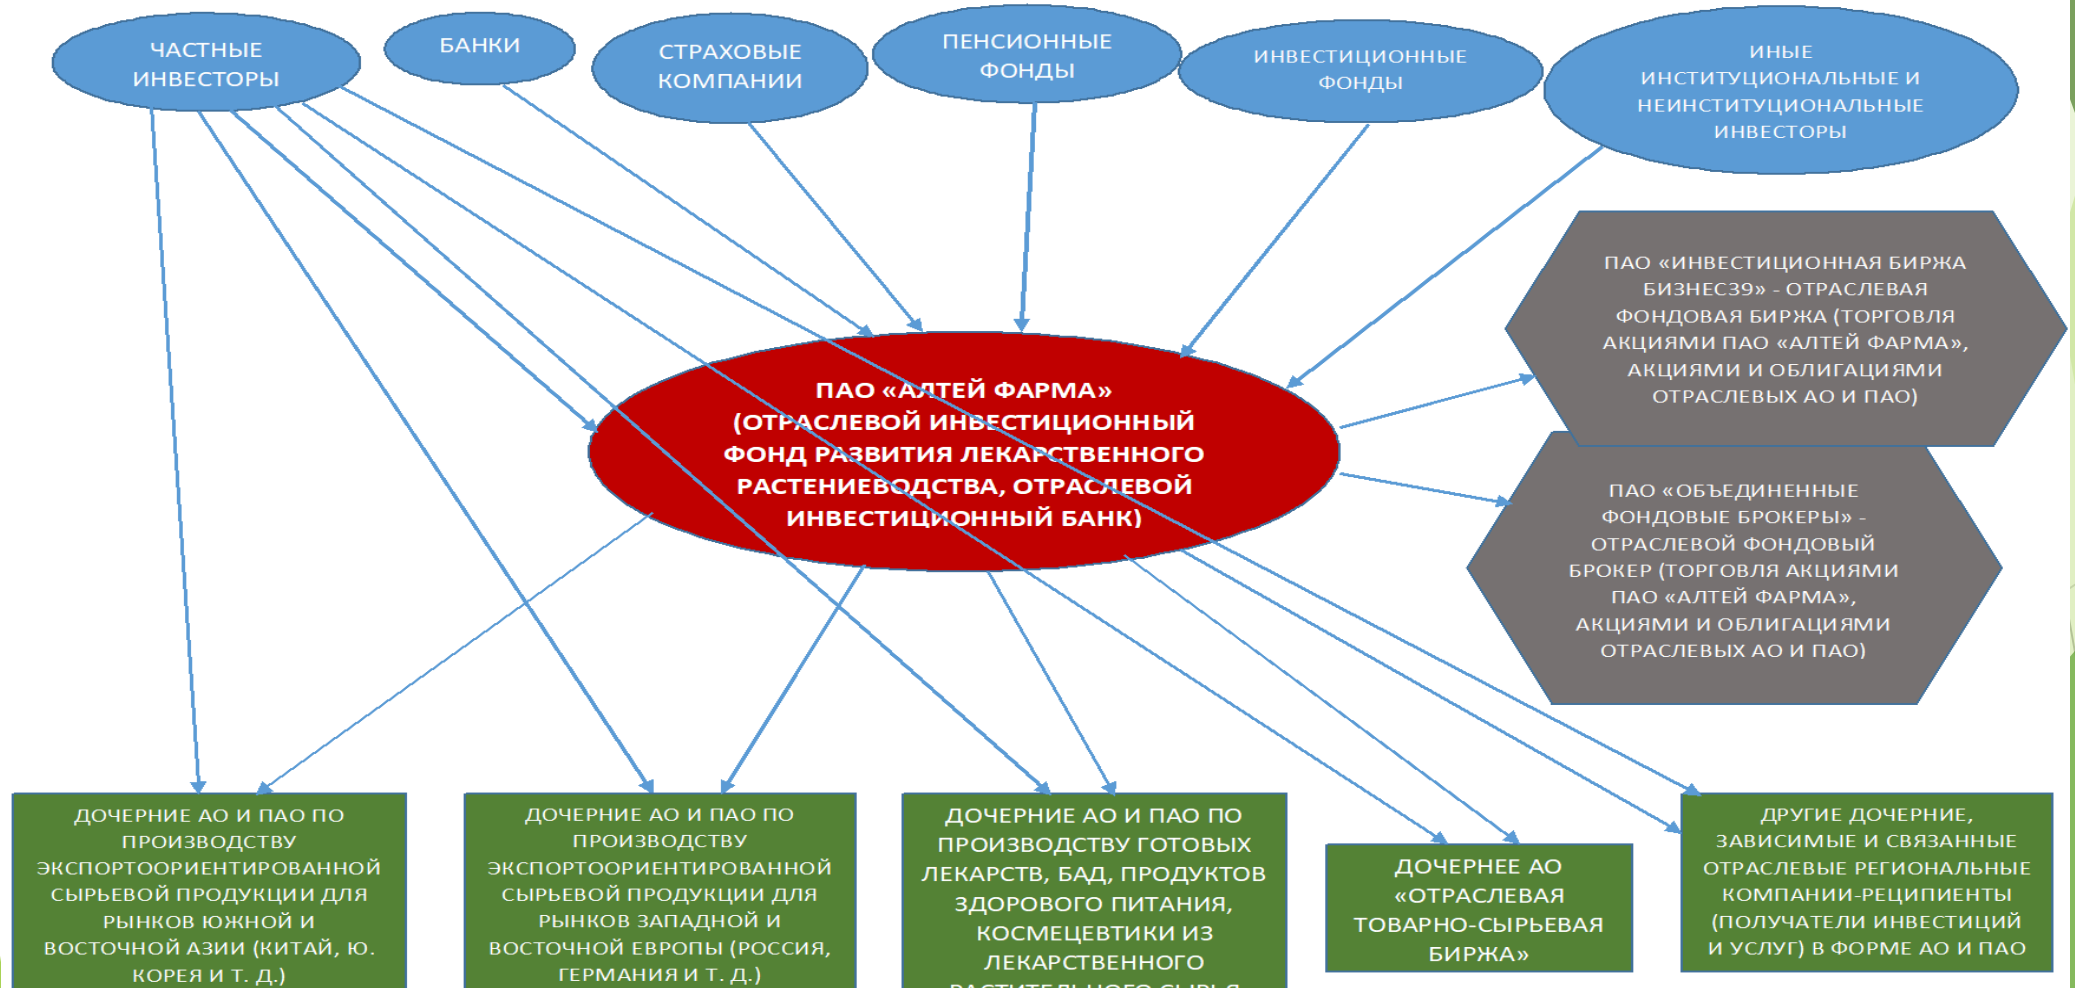 ЧАСТНЫЕ
ИНВЕСТОРЫ
БАНКИ
СТРАХОВЫЕ
КОМПАНИИ
ПЕНСИОННЫЕ
ФОНДЫ
ИНВЕСТИЦИОННЫЕ
ФОНДЫ
ИНЫЕ
ИНСТИТУЦИОНАЛЬНЫЕ И
НЕИНСТИТУЦИОНАЛЬНЫЕ
ИНВЕСТОРЫ
ПАО «ИНВЕСТИЦИОННАЯ БИРЖА
БИЗНЕС39» - ОТРАСЛЕВАЯ
ФОНДОВАЯ БИРЖА (ТОРГОВЛЯ
АКЦИЯМИ ПАО «АЛТЕЙ ФАРМА»,
АКЦИЯМИ И ОБЛИГАЦИЯМИ
ОТРАСЛЕВЫХ АО И ПАО)
ПАО «АЛТЕЙ ФАРМА»
(ОТРАСЛЕВОЙ ИНВЕСТИЦИОННЫЙ
ФОНД РАЗВИТИЯ ЛЕКАРСТВЕННОГО
РАСТЕНИЕВОДСТВА, ОТРАСЛЕВОЙ
ИНВЕСТИЦИОННЫЙ БАНК)
ПАО «ОБЪЕДИНЕННЫЕ
ФОНДОВЫЕ БРОКЕРЫ» -
ОТРАСЛЕВОЙ ФОНДОВЫЙ
БРОКЕР (ТОРГОВЛЯ АКЦИЯМИ
ПАО «АЛТЕЙ ФАРМА»,
АКЦИЯМИ И ОБЛИГАЦИЯМИ
ОТРАСЛЕВЫХ АО И ПАО)
ДОЧЕРНИЕ АО И ПАО ПО
ПРОИЗВОДСТВУ
ЭКСПОРТООРИЕНТИРОВАННОЙ
СЫРЬЕВОЙ ПРОДУКЦИИ ДЛЯ
РЫНКОВ ЮЖНОЙ И
ВОСТОЧНОЙ АЗИИ (КИТАЙ, Ю.
КОРЕЯ И Т. Д.)
ДОЧЕРНИЕ АО И ПАО ПО
ПРОИЗВОДСТВУ
ЭКСПОРТООРИЕНТИРОВАННОЙ
СЫРЬЕВОЙ ПРОДУКЦИИ ДЛЯ
РЫНКОВ ЗАПАДНОЙ И
ВОСТОЧНОЙ ЕВРОПЫ (РОССИЯ,
ГЕРМАНИЯ И Т. Д.)
ДОЧЕРНИЕ АО И ПАО ПО
ПРОИЗВОДСТВУ ГОТОВЫХ
ЛЕКАРСТВ, БАД, ПРОДУКТОВ
ЗДОРОВОГО ПИТАНИЯ,
КОСМЕЦЕВТИКИ ИЗ
ЛЕКАРСТВЕННОГО
РАСТИТЕЛЬНОГО СЫРЬЯ
ДОЧЕРНЕЕ АО
«ОТРАСЛЕВАЯ
ТОВАРНО-СЫРЬЕВАЯ
БИРЖА»
ДРУГИЕ ДОЧЕРНИЕ,
ЗАВИСИМЫЕ И СВЯЗАННЫЕ
ОТРАСЛЕВЫЕ РЕГИОНАЛЬНЫЕ
КОМПАНИИ-РЕЦИПИЕНТЫ
(ПОЛУЧАТЕЛИ ИНВЕСТИЦИЙ
И УСЛУГ) В ФОРМЕ АО И ПАО